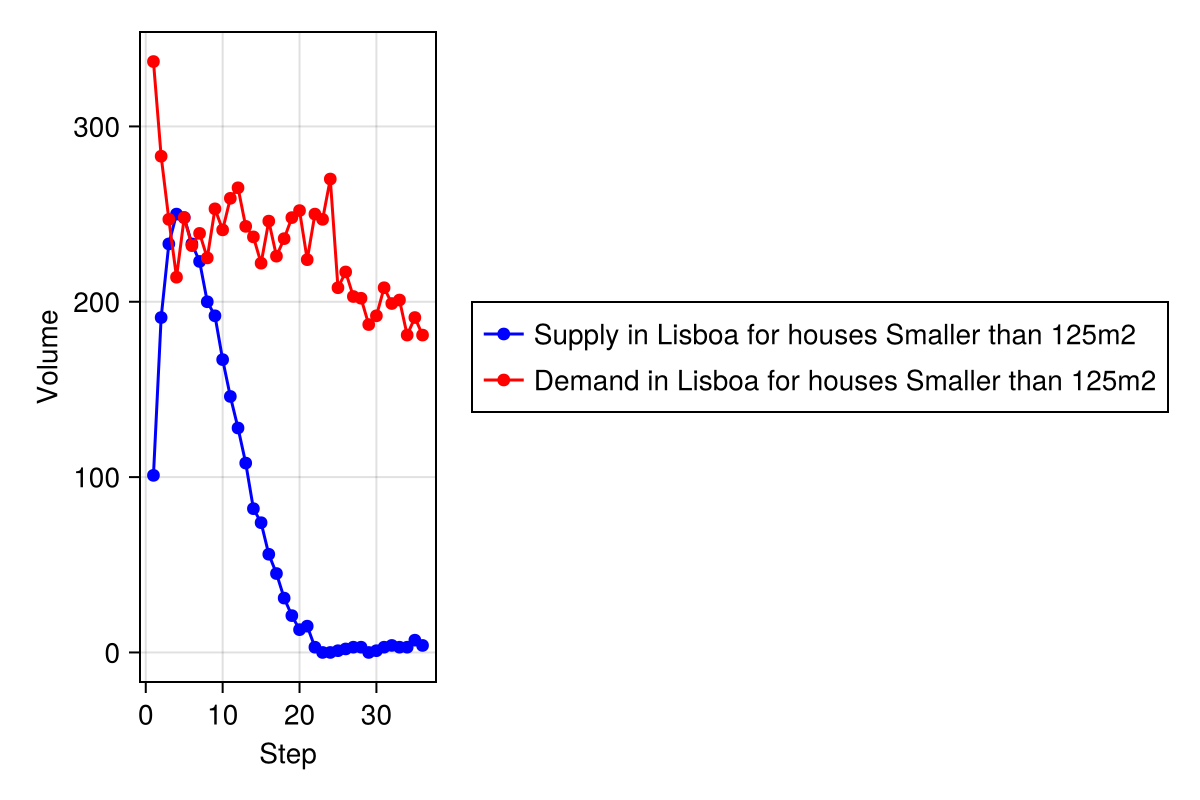 300
200
100
0
Volume
0 10 20 30
Step
Supply in Lisboa for houses Smaller than 125m2
Demand in Lisboa for houses Smaller than 125m2